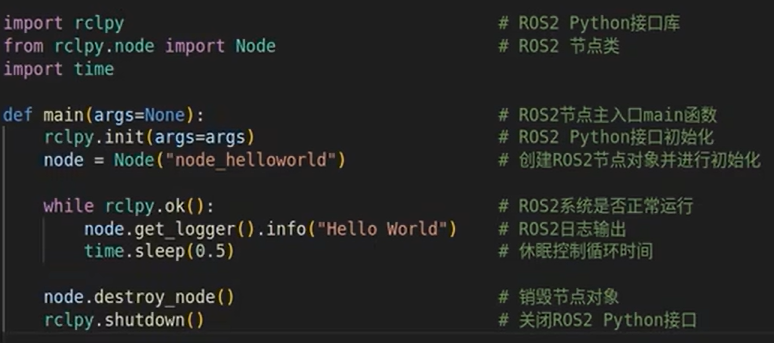 import rclpy                                     # ROS2 Python接口库
from rclpy.node import Node                      # ROS2 节点类
import time

def main(args=None):                             # ROS2节点主入口main函数
    rclpy.init(args=args)                        # ROS2 Python接口初始化
    node = Node("node_helloworld")               # 创建ROS2节点对象并进行初始化

    while rclpy.ok():                            # ROS2系统是否正常运行
        node.get_logger().info("Hello World")    # ROS2日志输出
        time.sleep(0.5)                          # 休眠控制循环时间

    node.destroy_node()                          # 销毁节点对象
    rclpy.shutdown()                             # 关闭ROS2 Python接口